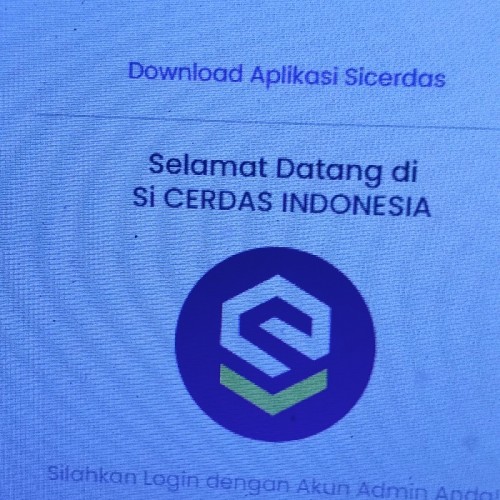 Download Aplikasi Sicerdas
Selamat Datang di
Si CERDAS INDONESIA
Silahkan Login dengan Akun Admin Anda